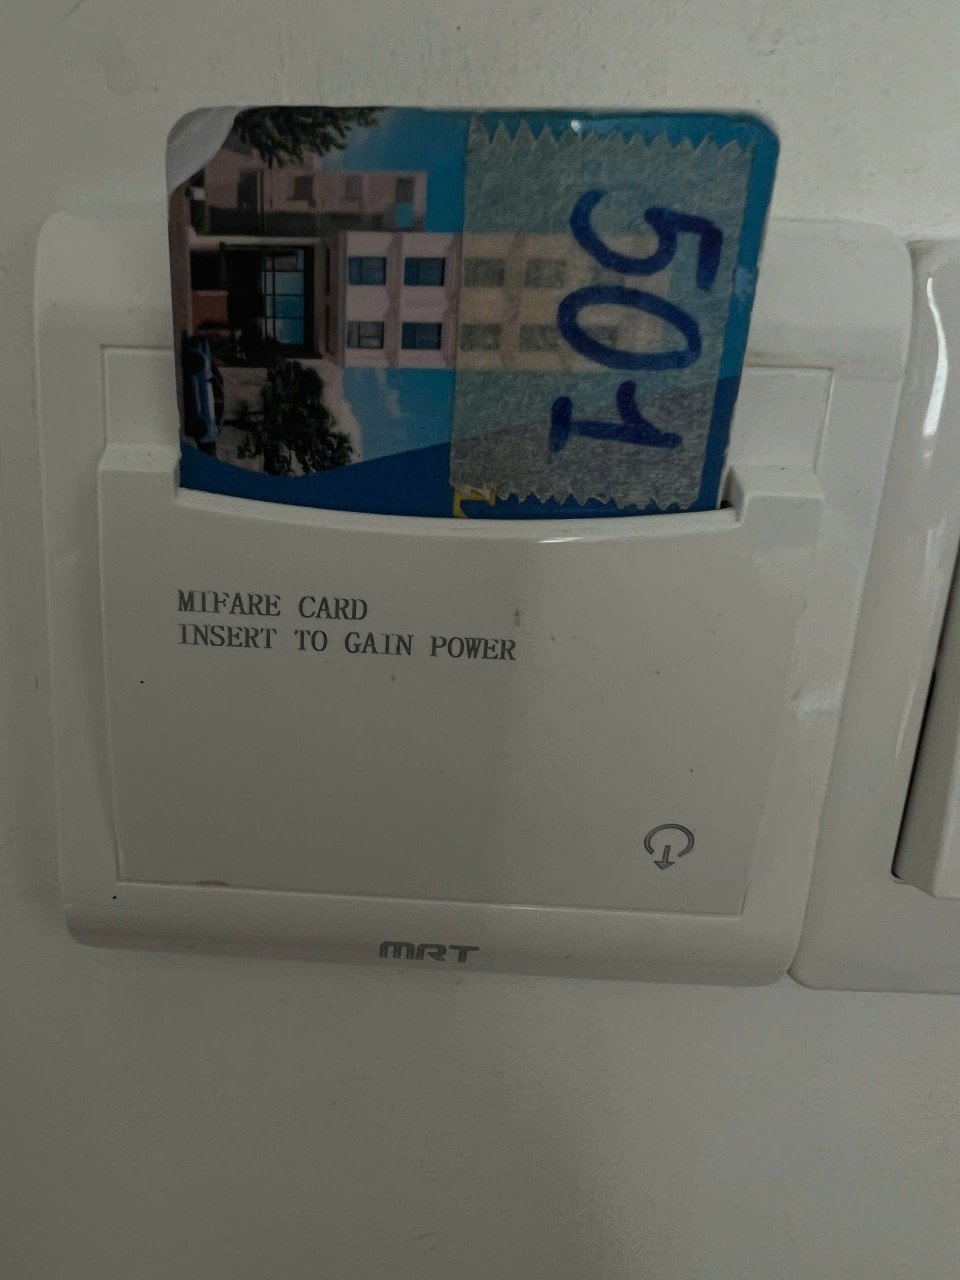 501
MIFARE CARD
INSERT TO GAIN POWER
MRT